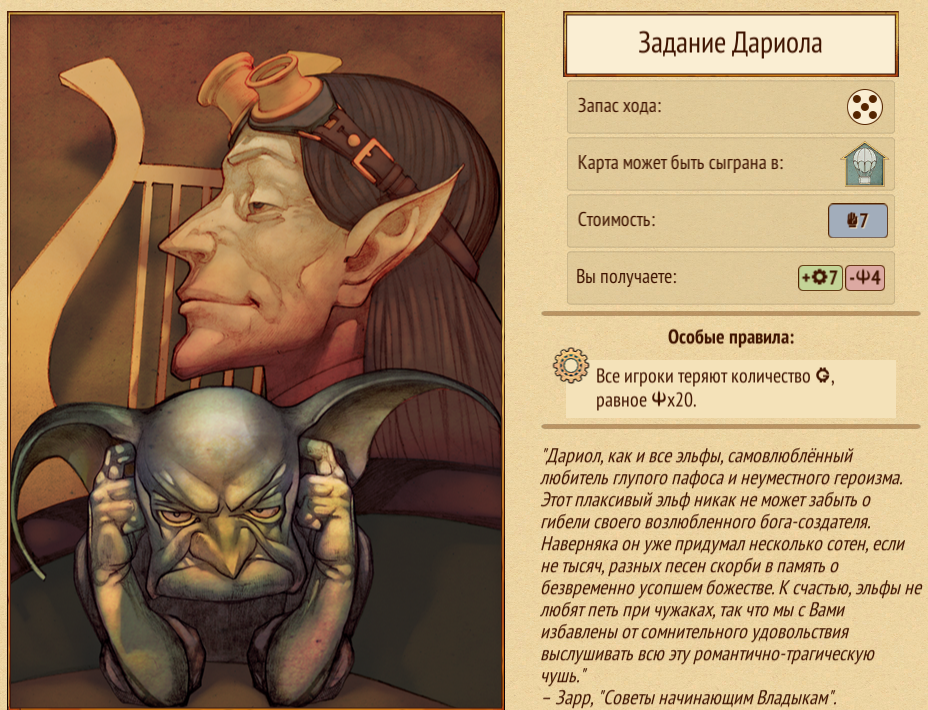 Задание Дариола
Запас хода:
Карта может быть сыграна в:
Стоимость:
7
Вы получаете:
+7 -4
Особые правила:
Все игроки теряют количество ,
равное x20.
"Дариол, как и все эльфы, самовлюблённый
любитель глупого пафоса и неуместного героизма.
Этот плаксивый эльф никак не может забыть о
гибели своего возлюбленного бога-создателя.
Наверняка он уже придумал несколько сотен, если
не тысяч, разных песен скорби в память о
безвременно усопшем божестве. К счастью, эльфы не
любят петь при чужаках, так что мы с Вами
избавлены от сомнительного удовольствия
выслушивать всю эту романтично-трагическую
чушь."
– Зарр, "Советы начинающим Владыкам".